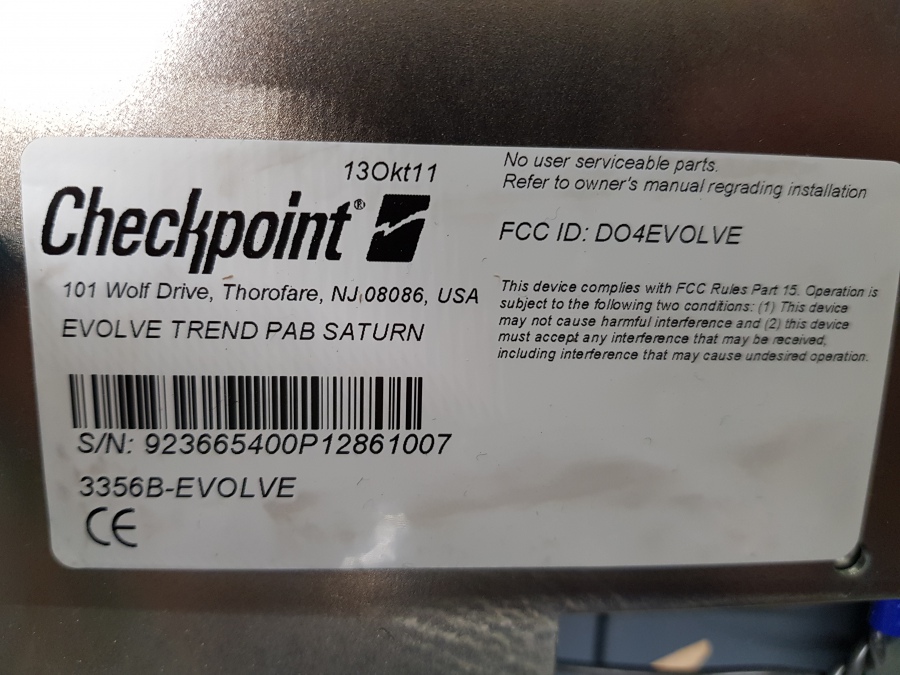 13Okt11
Checkpoint®
101 Wolf Drive, Thorofare, NJ,08086, USA
EVOLVE TREND PAB SATURN
S/N: 923665400P12861007
3356B-EVOLVE
CE
No user serviceable parts.
Refer to owner's manual regrading installation
FCC ID: DO4EVOLVE
This device complies with FCC Rules Part 15. Operation is
subject to the following two conditions: (1) This device
may not cause harmful interference and (2) this device
must accept any interference that may be received,
including interference that may cause undesired operation.